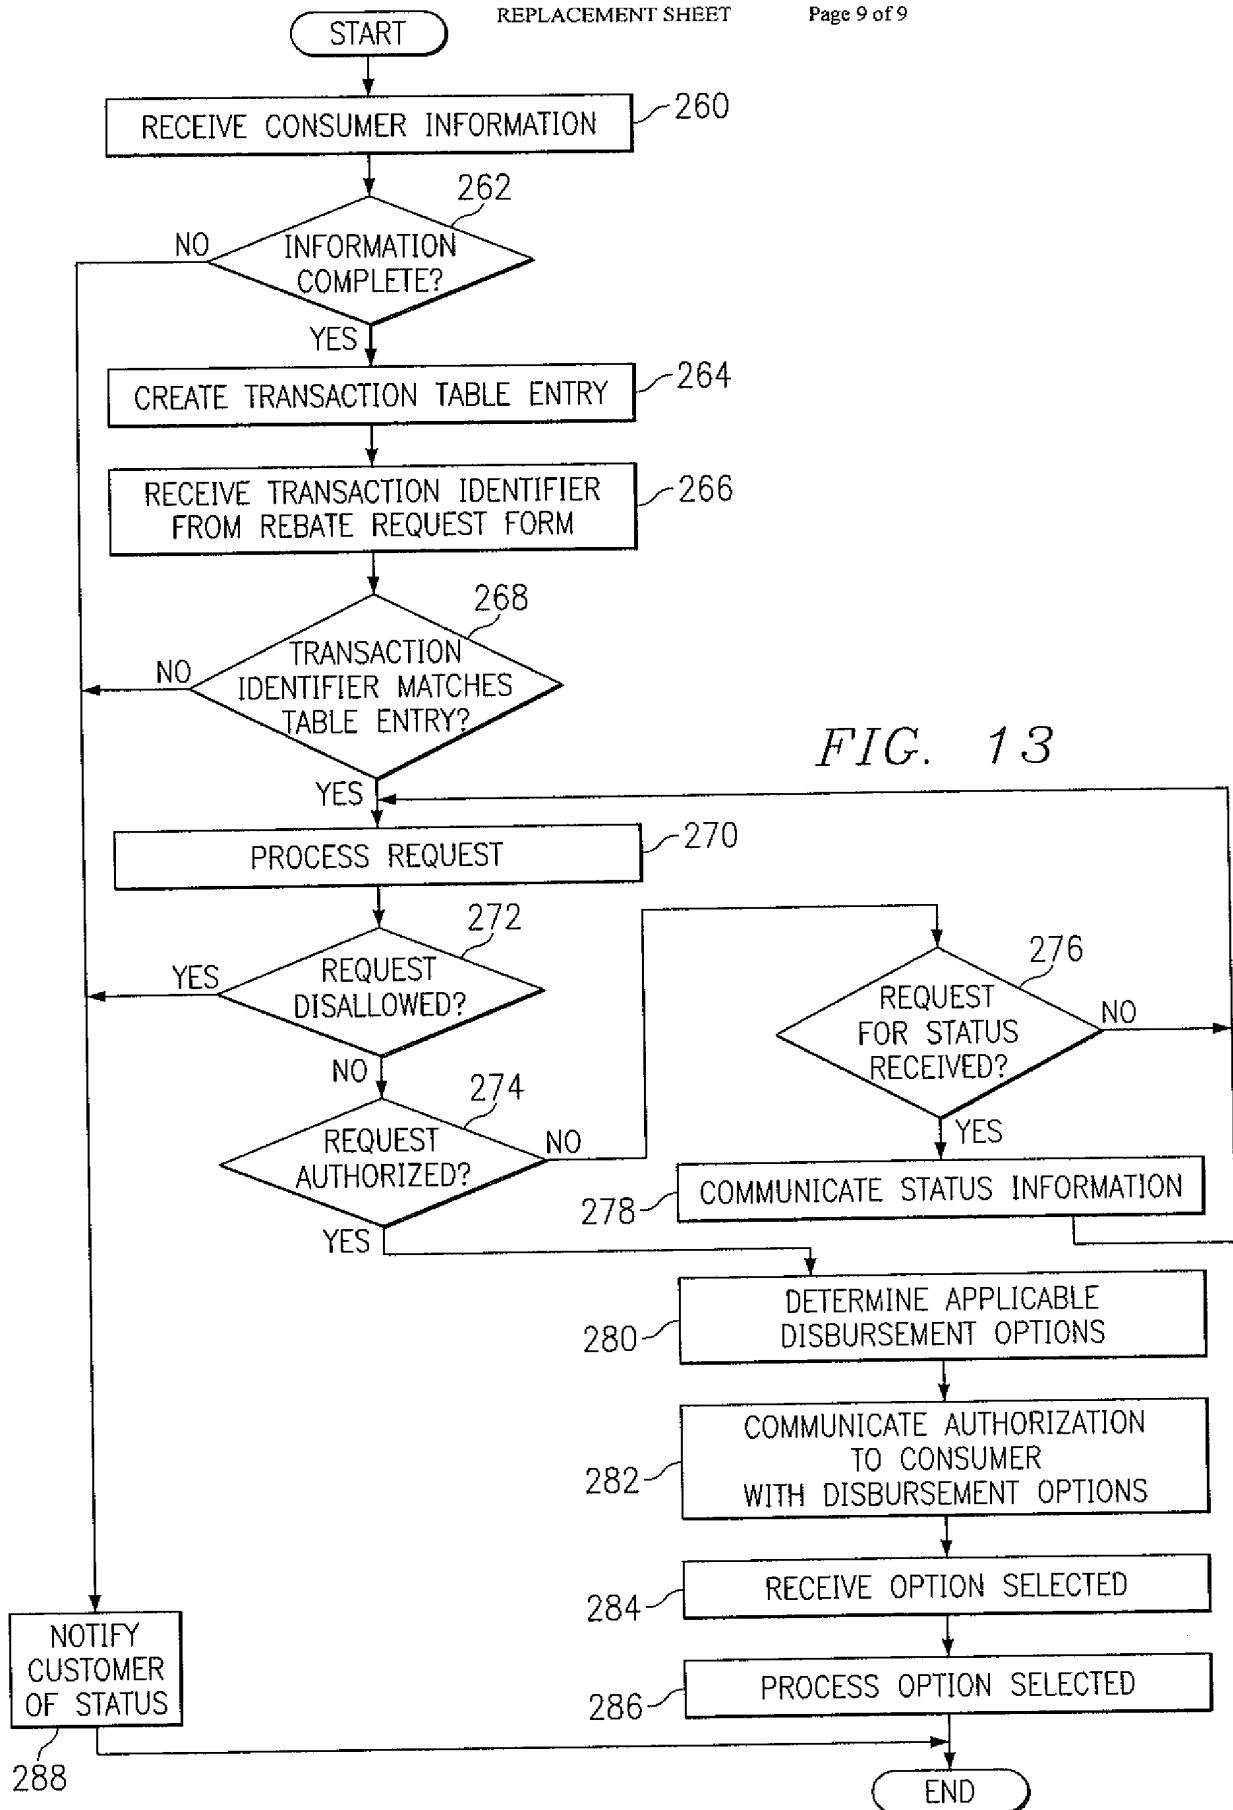 REPLACEMENT SHEET Page 9 of 9
START
RECEIVE CONSUMER INFORMATION
260
262
NO
INFORMATION
COMPLETE?
YES
CREATE TRANSACTION TABLE ENTRY
264
RECEIVE TRANSACTION IDENTIFIER
FROM REBATE REQUEST FORM
266
268
NO
TRANSACTION
IDENTIFIER MATCHES
TABLE ENTRY?
FIG. 13
YES
PROCESS REQUEST
270
272
YES
REQUEST
DISALLOWED?
NO
274
REQUEST
AUTHORIZED?
NO
YES
276
REQUEST
FOR STATUS
RECEIVED?
NO
YES
COMMUNICATE STATUS INFORMATION
278
DETERMINE APPLICABLE
DISBURSEMENT OPTIONS
280
COMMUNICATE AUTHORIZATION
TO CONSUMER
WITH DISBURSEMENT OPTIONS
282
RECEIVE OPTION SELECTED
284
PROCESS OPTION SELECTED
286
NOTIFY
CUSTOMER
OF STATUS
288
END